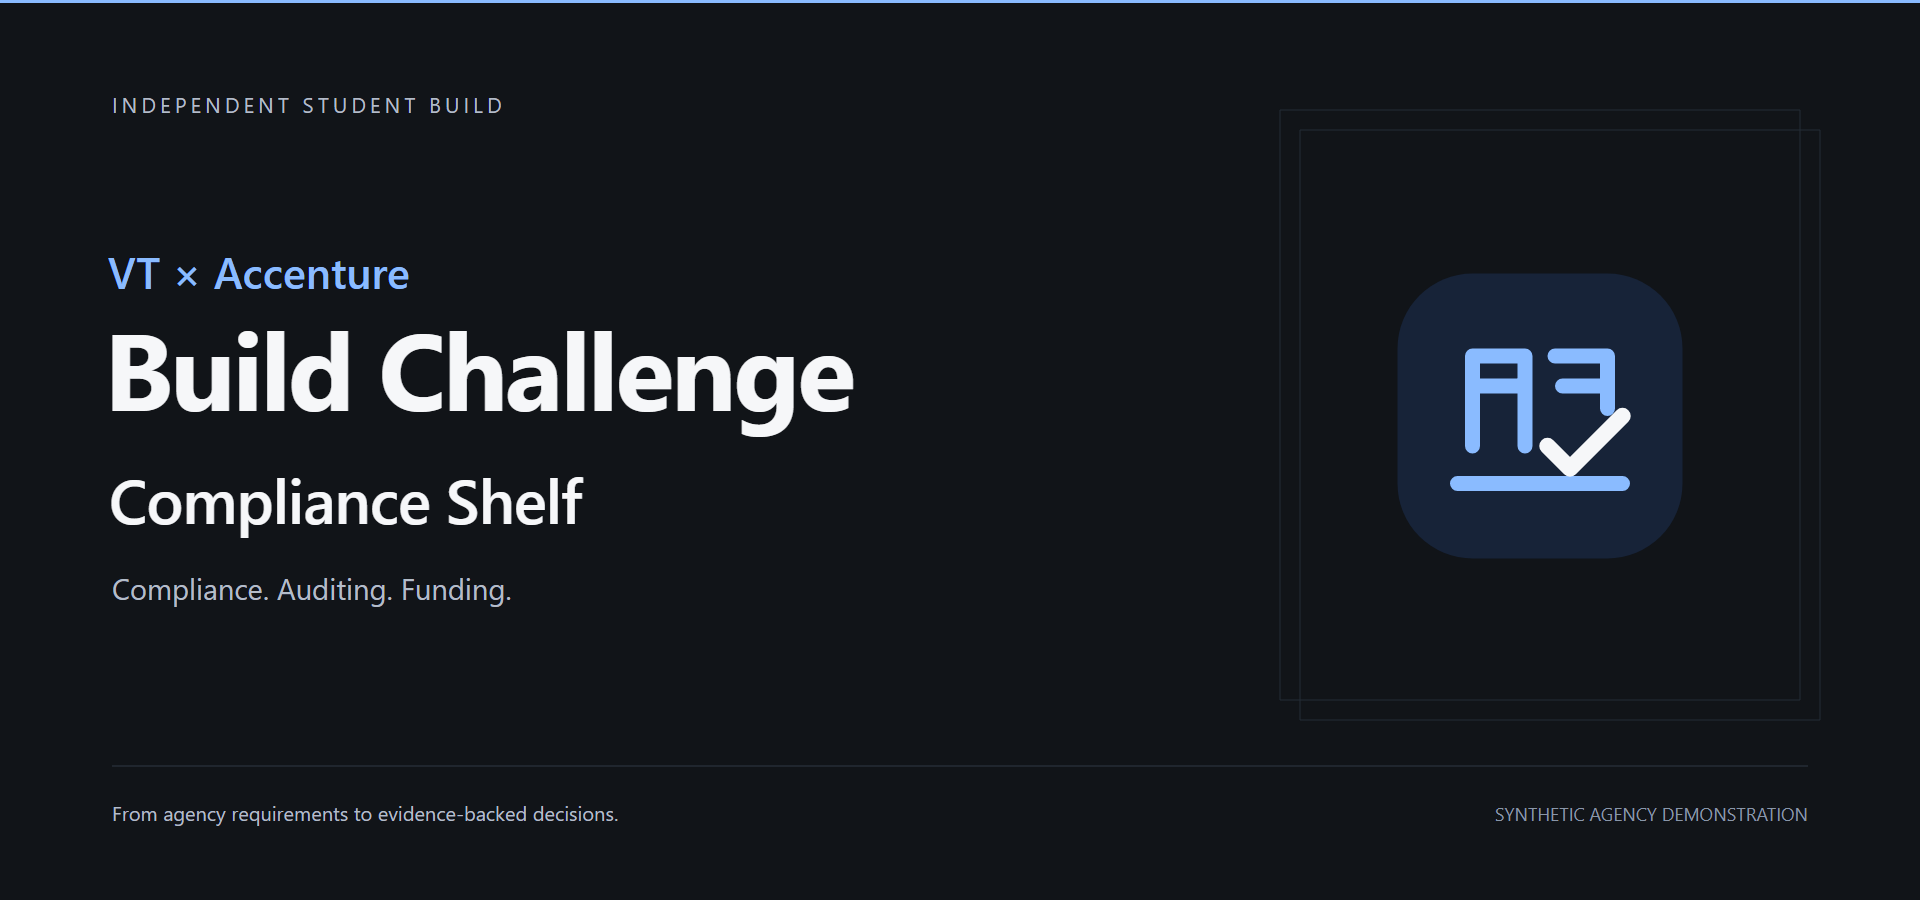 INDEPENDENT STUDENT BUILD
VT × Accenture
Build Challenge
Compliance Shelf
Compliance. Auditing. Funding.
From agency requirements to evidence-backed decisions.
SYNTHETIC AGENCY DEMONSTRATION